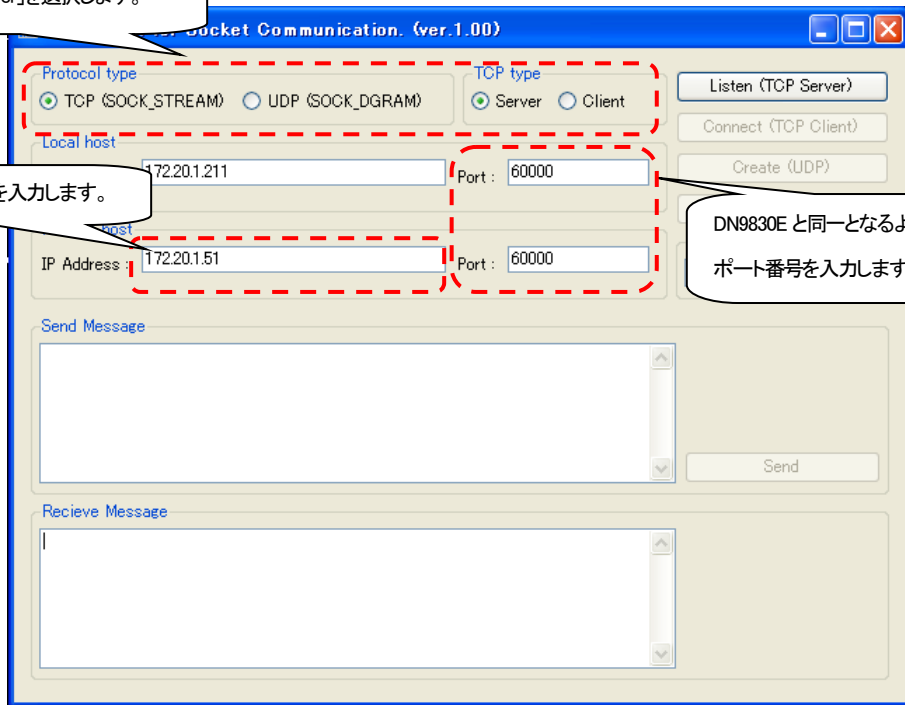 を選択します。
Socket Communication. (ver.1.00)
Protocol type
TCP type
TCP (SOCK_STREAM) UDP (SOCK_DGRAM)
Server Client
Listen (TCP Server)
Connect (TCP Client)
Local host
172.20.1.211
Port : 60000
Create (UDP)
を入力します。
host
DN9830E と同一となるよ
ポート番号を入力します
IP Address : 172.20.1.51
Port : 60000
Send Message
Send
Recieve Message